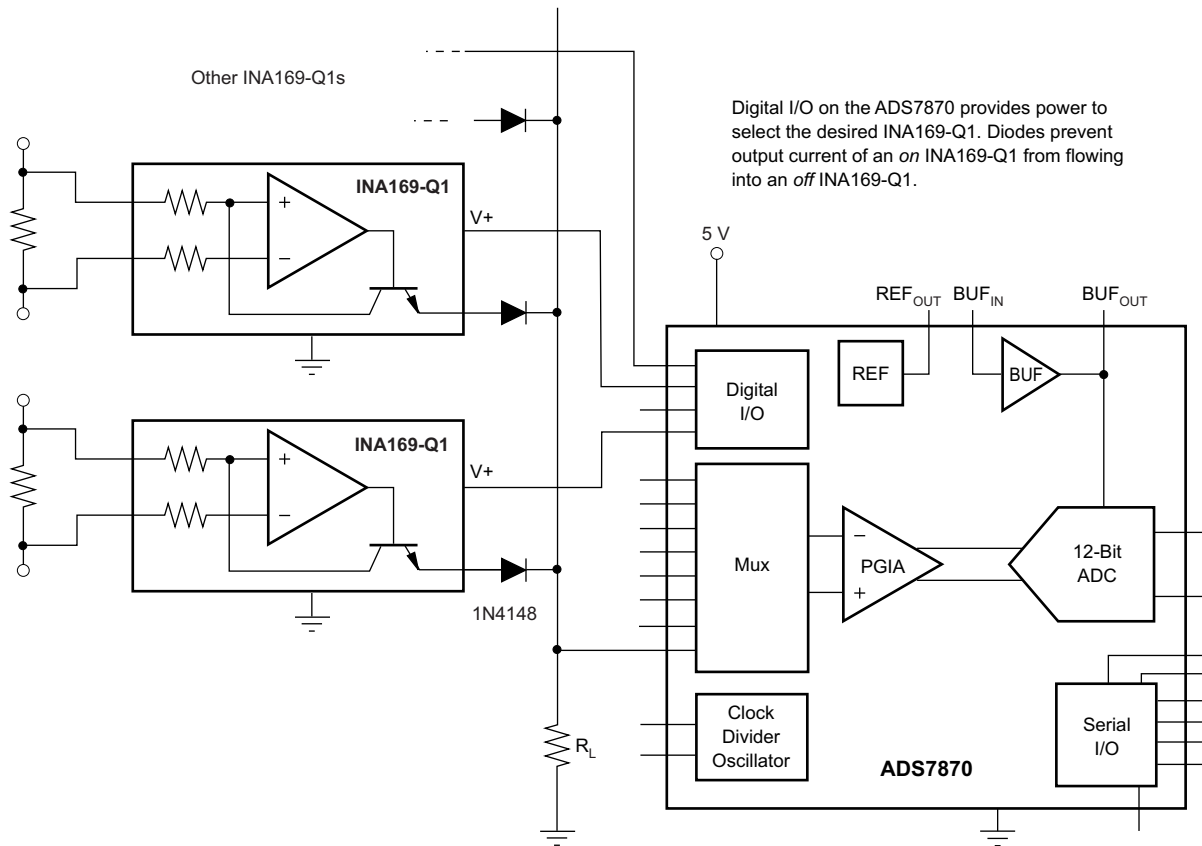 Other INA169-Q1s
Digital I/O on the ADS7870 provides power to
select the desired INA169-Q1. Diodes prevent
output current of an on INA169-Q1 from flowing
into an off INA169-Q1.
INA169-Q1
+
−
V+
5 V
REFOUT
BUFIN
BUFOUT
REF
BUF
Digital
I/O
INA169-Q1
+
−
V+
1N4148
Mux
−
+
PGIA
12-Bit
ADC
RL
Clock
Divider
Oscillator
Serial
I/O
ADS7870